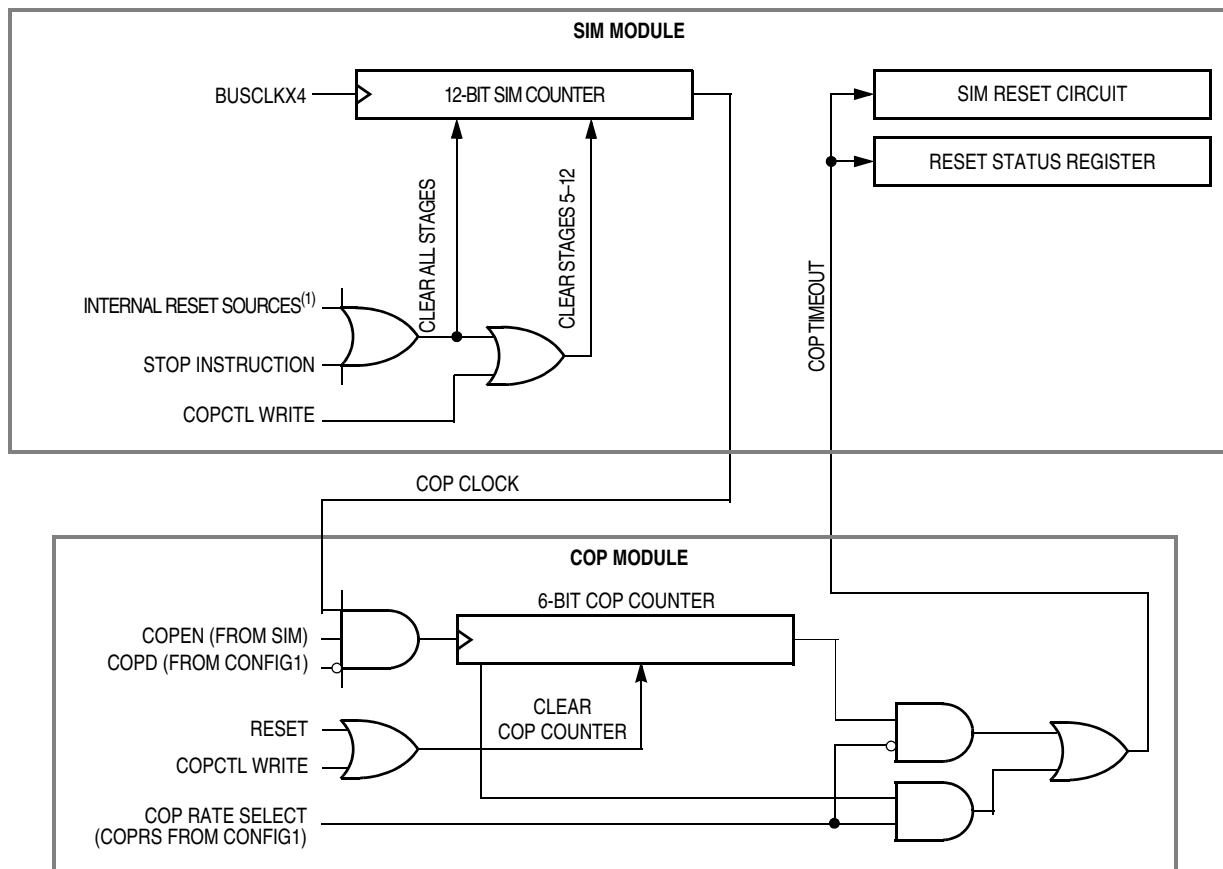 SIM MODULE
BUSCLKX4
12-BIT SIM COUNTER
SIM RESET CIRCUIT
RESET STATUS REGISTER
CLEAR ALL STAGES
CLEAR STAGES 5–12
COP TIMEOUT
INTERNAL RESET SOURCES(1)
STOP INSTRUCTION
COPCTL WRITE
COP CLOCK
COP MODULE
6-BIT COP COUNTER
COPEN (FROM SIM)
COPD (FROM CONFIG1)
CLEAR
COP COUNTER
RESET
COPCTL WRITE
COP RATE SELECT
(COPRS FROM CONFIG1)